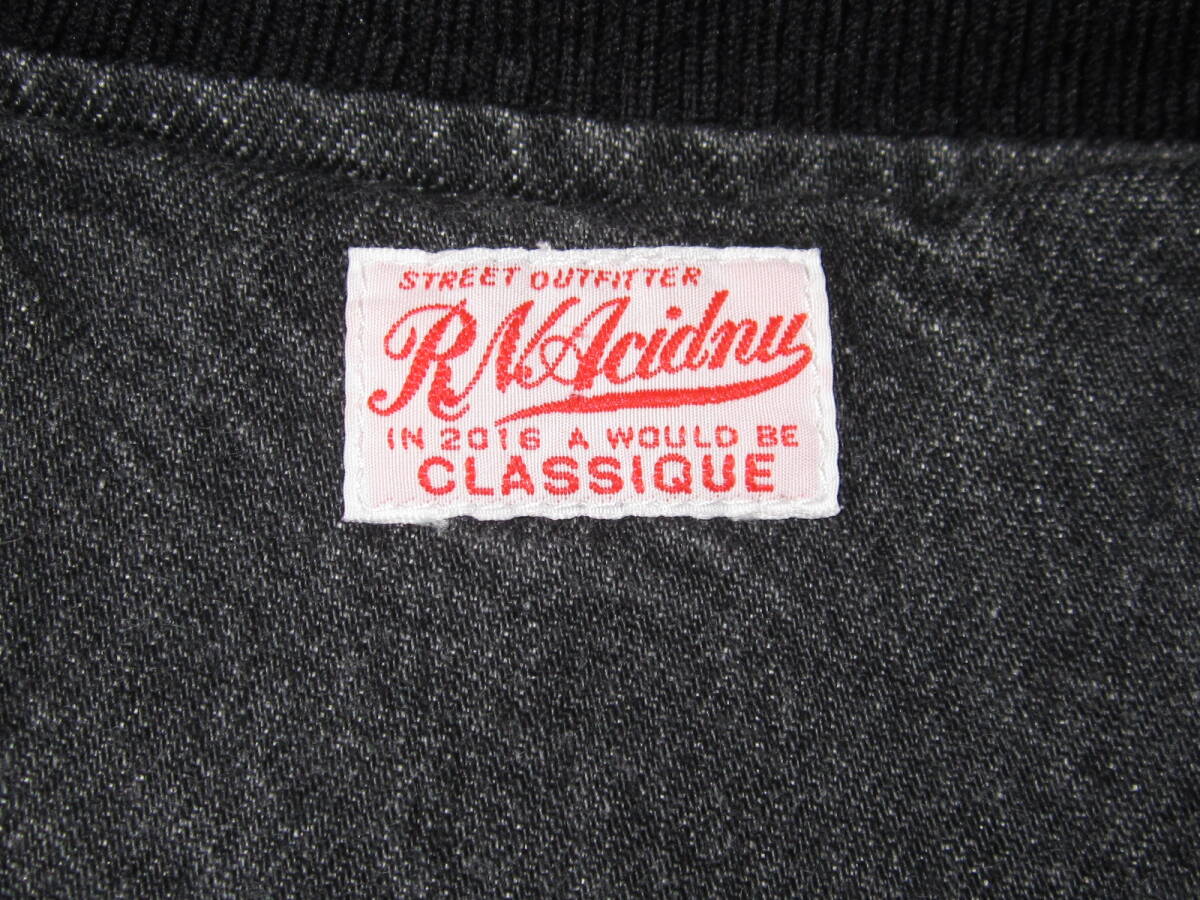 STREET OUTFITTER
RNAcidnu
IN 2016 A WOULD BE
CLASSIQUE